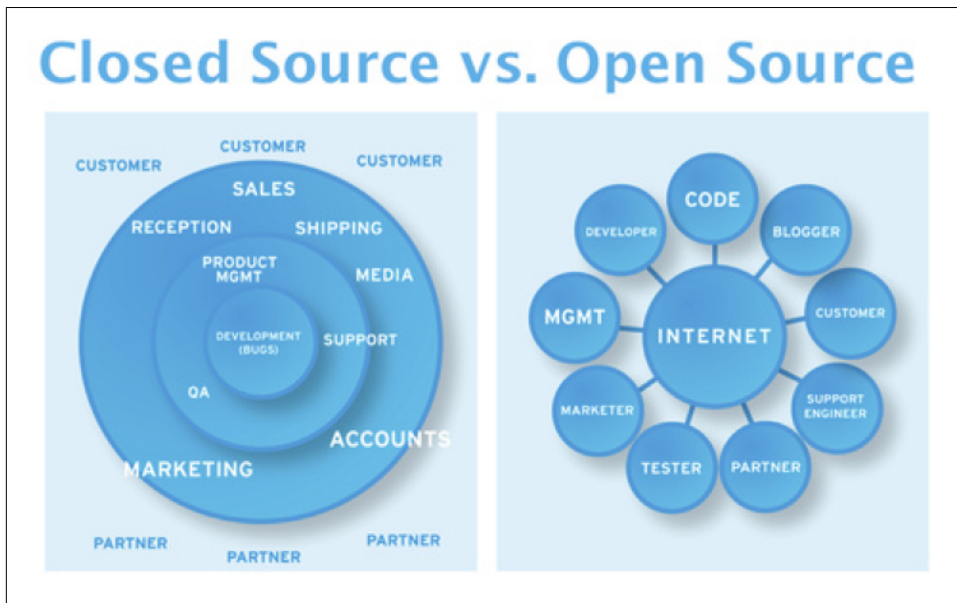 Closed Source vs. Open Source
CUSTOMER
CUSTOMER
CUSTOMER
SALES
RECEPTION
SHIPPING
PRODUCT
MGMT
MEDIA
DEVELOPMENT
(BUGS)
SUPPORT
QA
ACCOUNTS
MARKETING
PARTNER
PARTNER
PARTNER
CODE
DEVELOPER
BLOGGER
MGMT
INTERNET
CUSTOMER
MARKETER
SUPPORT
ENGINEER
TESTER
PARTNER